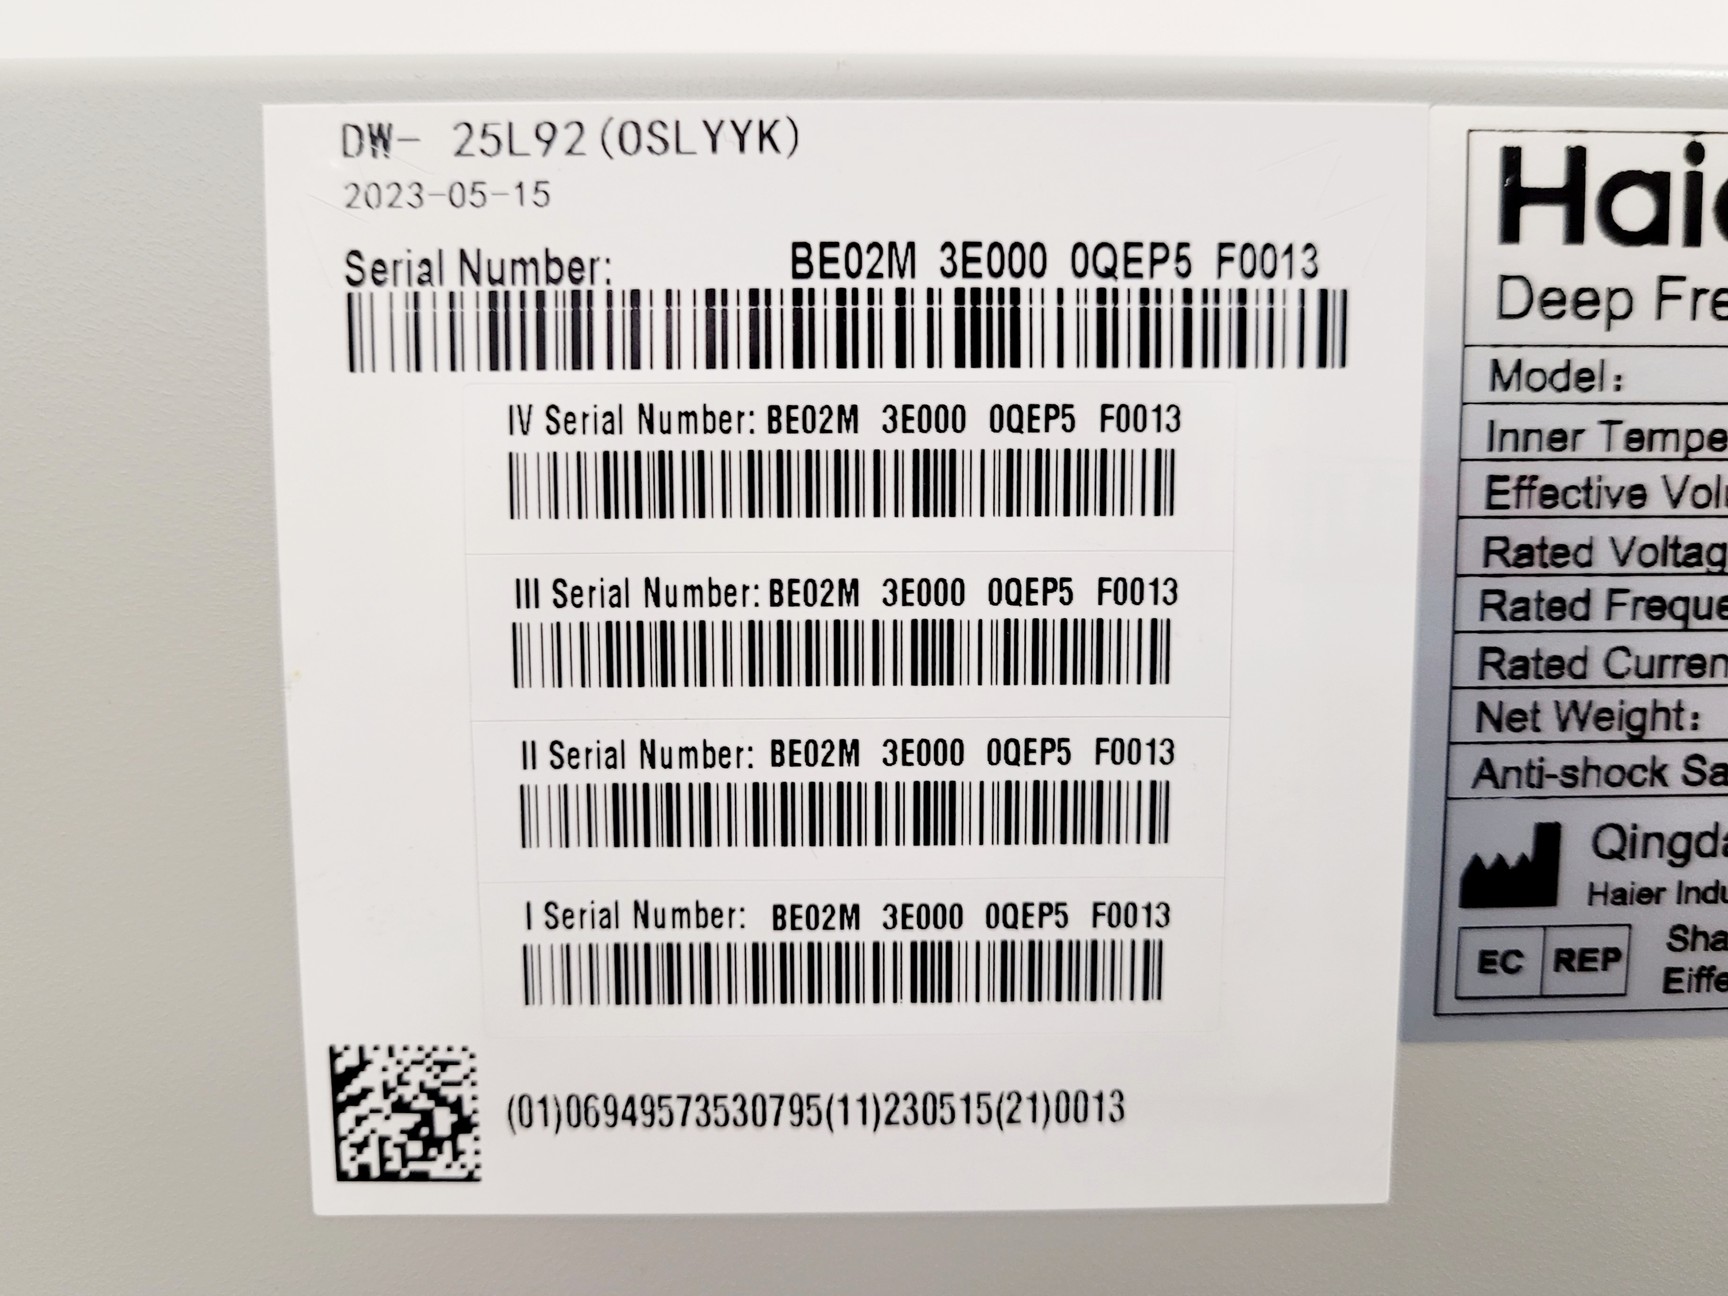 DW- 25L92(OSLYYK)
2023-05-15
Serial Number: BE02M 3E000 0QEP5 F0013
IV Serial Number: BE02M 3E000 0QEP5 F0013
III Serial Number: BE02M 3E000 0QEP5 F0013
II Serial Number: BE02M 3E000 0QEP5 F0013
I Serial Number: BE02M 3E000 0QEP5 F0013
(01)06949573530795(11)230515(21)0013
Haie
Deep Fre
Model:
Inner Tempe
Effective Vol
Rated Voltag
Rated Freque
Rated Curren
Net Weight:
Anti-shock Sa
Qingda
Haier Indu
EC REP
Sha
Eiffe